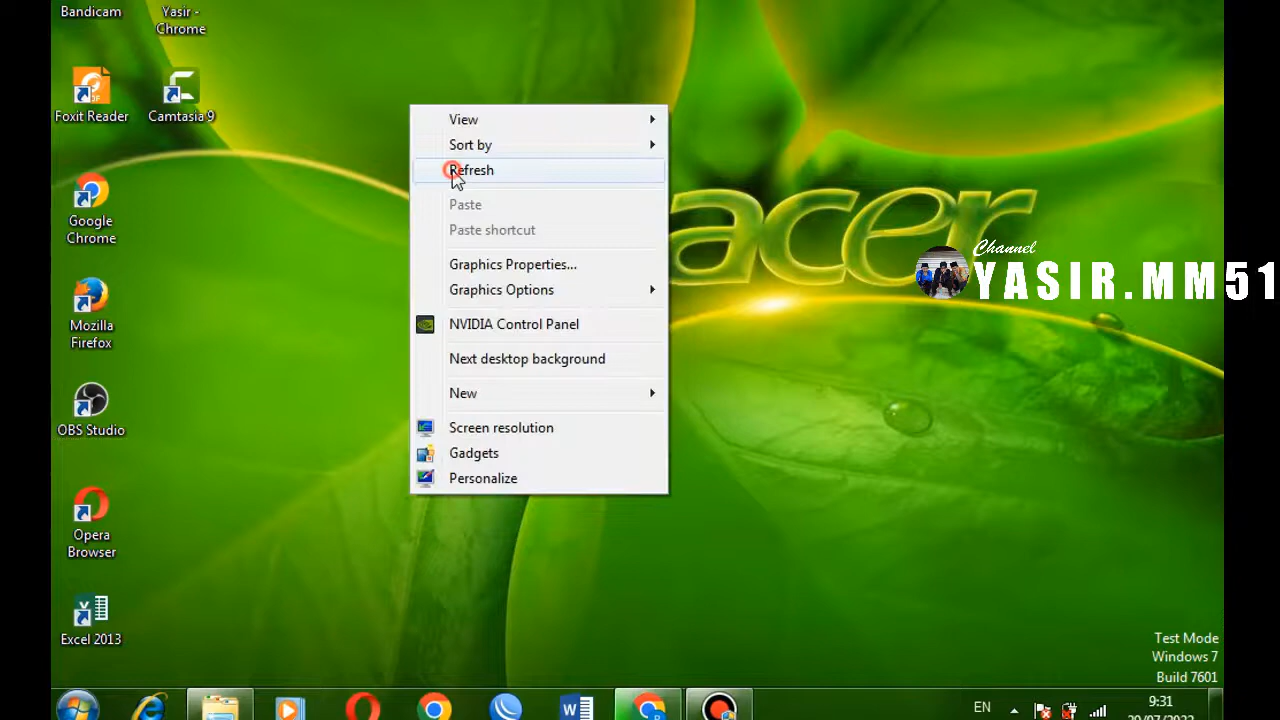 Bandicam
Yasir -
Chrome
Foxit Reader
Camtasia 9
Google
Chrome
Mozilla
Firefox
OBS Studio
Opera
Browser
Excel 2013
View
Sort by
Refresh
Paste
Paste shortcut
Graphics Properties...
Graphics Options
NVIDIA Control Panel
Next desktop background
New
Screen resolution
Gadgets
Personalize
acer
Channel
YASIR.MM51
Test Mode
Windows 7
Build 7601
EN
9:31